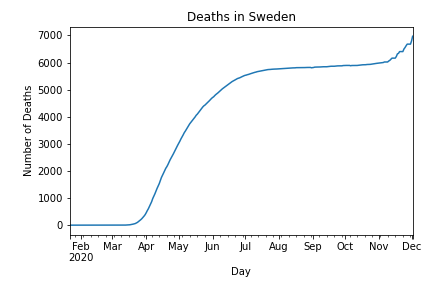 Deaths in Sweden
Number of Deaths
7000
6000
5000
4000
3000
2000
1000
0
Feb Mar Apr May Jun Jul Aug Sep Oct Nov Dec
2020
Day